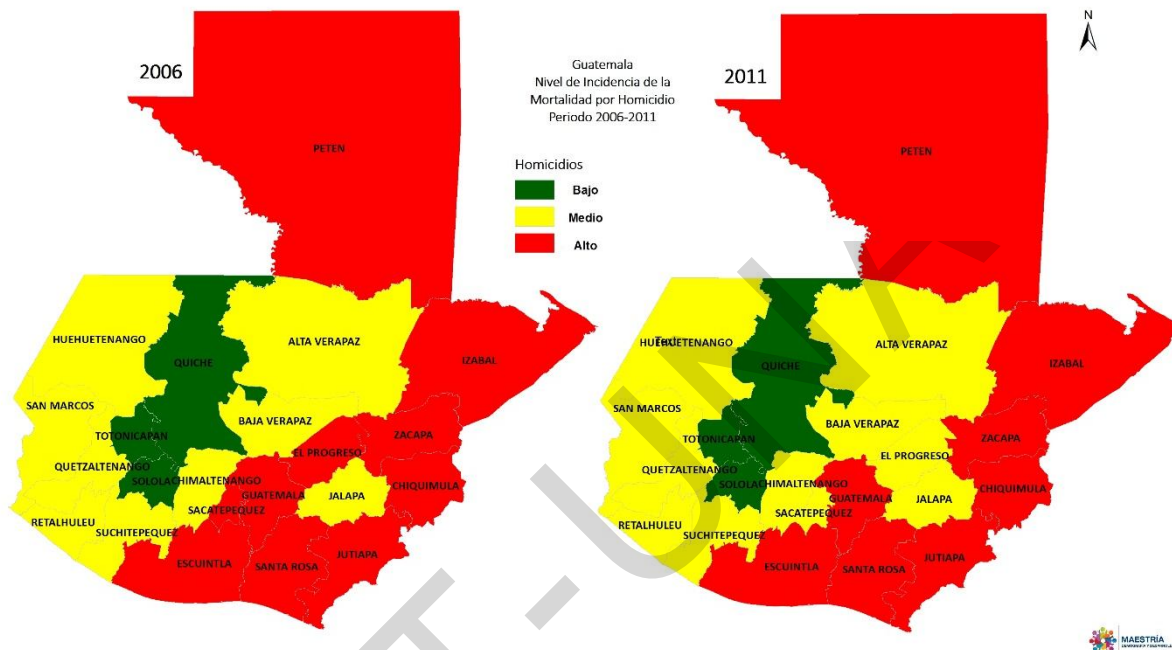 2006
Guatemala
Nivel de Incidencia de la
Mortalidad por Homicidio
Periodo 2006-2011
2011
N
Homicidios
Bajo
Medio
Alto
PETEN
HUEHUETENANGO
ALTA VERAPAZ
QUICHE
IZABAL
SAN MARCOS
BAJA VERAPAZ
TOTONICAPAN
ZACAPA
EL PROGRESO
QUETZALTENANGO
SOLOLA
CHIMALTENANGO
CHIQUIMULA
GUATEMALA
JALAPA
SACATEPEQUEZ
RETALHULEU
SUCHITEPEQUEZ
JUTIAPA
ESCUINTLA
SANTA ROSA
PETEN
HUEHUETENANGO
ALTA VERAPAZ
QUICHE
IZABAL
SAN MARCOS
BAJA VERAPAZ
TOTONICAPAN
ZACAPA
EL PROGRESO
QUETZALTENANGO
SOLOLA
CHIMALTENANGO
CHIQUIMULA
GUATEMALA
JALAPA
SACATEPEQUEZ
RETALHULEU
SUCHITEPEQUEZ
JUTIAPA
ESCUINTLA
SANTA ROSA
MAESTRÍA